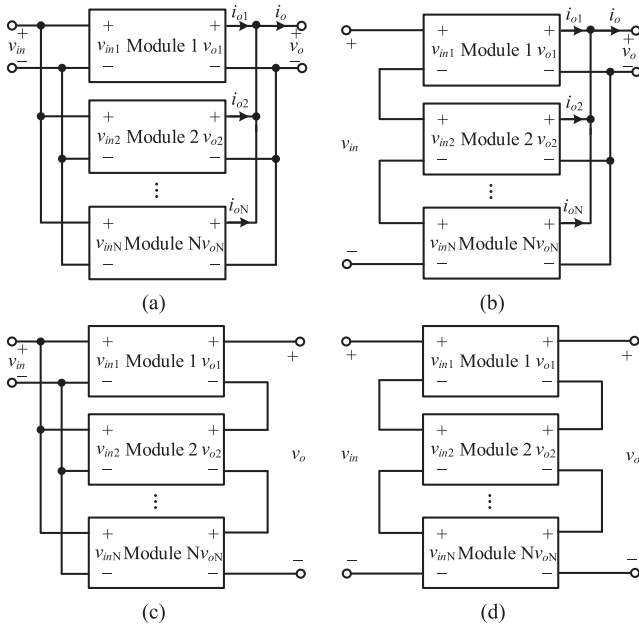 i_o1 i_o
+ v_in −
+ v_in1 − Module 1 + v_o1 −
+ v_o −
i_o2
+ v_in2 − Module 2 + v_o2 −
⋮
i_oN
+ v_inN − Module N + v_oN −
(a)
i_o1 i_o
+ v_in −
+ v_in1 − Module 1 + v_o1 −
+ v_o −
i_o2
+ v_in2 − Module 2 + v_o2 −
⋮
i_oN
+ v_inN − Module N + v_oN −
(b)
+ v_in −
+ v_in1 − Module 1 + v_o1 −
+ v_in2 − Module 2 + v_o2 −
+ v_o −
⋮
+ v_inN − Module N + v_oN −
(c)
+ v_in −
+ v_in1 − Module 1 + v_o1 −
+ v_in2 − Module 2 + v_o2 −
+ v_o −
⋮
+ v_inN − Module N + v_oN −
(d)